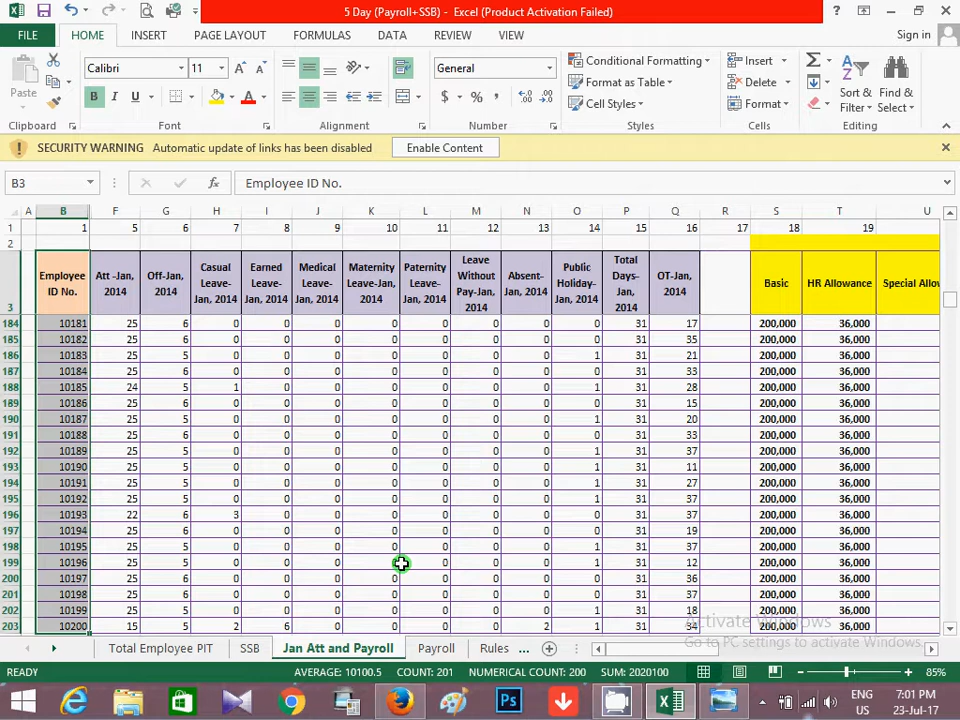 5 Day (Payroll+SSB) - Excel (Product Activation Failed)
FILE HOME INSERT PAGE LAYOUT FORMULAS DATA REVIEW VIEW Sign in
Paste Calibri 11 General Conditional Formatting Insert
Format as Table Delete Sort & Find &
B I U $ % , Cell Styles Format Filter Select
Clipboard Font Alignment Number Styles Cells Editing
SECURITY WARNING Automatic update of links has been disabled Enable Content
B3 fx Employee ID No.
A B F G H I J K L M N O P Q R S T U
1 1 5 6 7 8 9 10 11 12 13 14 15 16 17 18 19
2
3 Employee ID No. Att -Jan, 2014 Off-Jan, 2014 Casual Leave-Jan, 2014 Earned Leave-Jan, 2014 Medical Leave-Jan, 2014 Maternity Leave-Jan, 2014 Paternity Leave-Jan, 2014 Leave Without Pay-Jan, 2014 Absent-Jan, 2014 Public Holiday-Jan, 2014 Total Days-Jan, 2014 OT-Jan, 2014 Basic HR Allowance Special Allow
184 10181 25 6 0 0 0 0 0 0 0 0 31 17 200,000 36,000
185 10182 25 6 0 0 0 0 0 0 0 0 31 35 200,000 36,000
186 10183 25 5 0 0 0 0 0 0 0 1 31 21 200,000 36,000
187 10184 25 6 0 0 0 0 0 0 0 0 31 33 200,000 36,000
188 10185 24 5 1 0 0 0 0 0 0 1 31 28 200,000 36,000
189 10186 25 6 0 0 0 0 0 0 0 0 31 15 200,000 36,000
190 10187 25 5 0 0 0 0 0 0 0 1 31 20 200,000 36,000
191 10188 25 6 0 0 0 0 0 0 0 0 31 33 200,000 36,000
192 10189 25 5 0 0 0 0 0 0 0 1 31 37 200,000 36,000
193 10190 25 5 0 0 0 0 0 0 0 1 31 11 200,000 36,000
194 10191 25 5 0 0 0 0 0 0 0 1 31 27 200,000 36,000
195 10192 25 5 0 0 0 0 0 0 0 1 31 37 200,000 36,000
196 10193 22 6 3 0 0 0 0 0 0 0 31 37 200,000 36,000
197 10194 25 6 0 0 0 0 0 0 0 0 31 19 200,000 36,000
198 10195 25 5 0 0 0 0 0 0 0 1 31 37 200,000 36,000
199 10196 25 5 0 0 0 0 0 0 0 1 31 12 200,000 36,000
200 10197 25 6 0 0 0 0 0 0 0 0 31 36 200,000 36,000
201 10198 25 6 0 0 0 0 0 0 0 0 31 37 200,000 36,000
202 10199 25 5 0 0 0 0 0 0 0 1 31 18 200,000 36,000
203 10200 15 5 2 6 0 0 0 0 2 1 31 34 200,000 36,000
Activate Windows
Go to PC settings to activate Windows.
Total Employee PIT SSB Jan Att and Payroll Payroll Rules ...
READY AVERAGE: 10100.5 COUNT: 201 NUMERICAL COUNT: 200 SUM: 2020100 85%
Ps ENG 7:01 PM
US 23-Jul-17